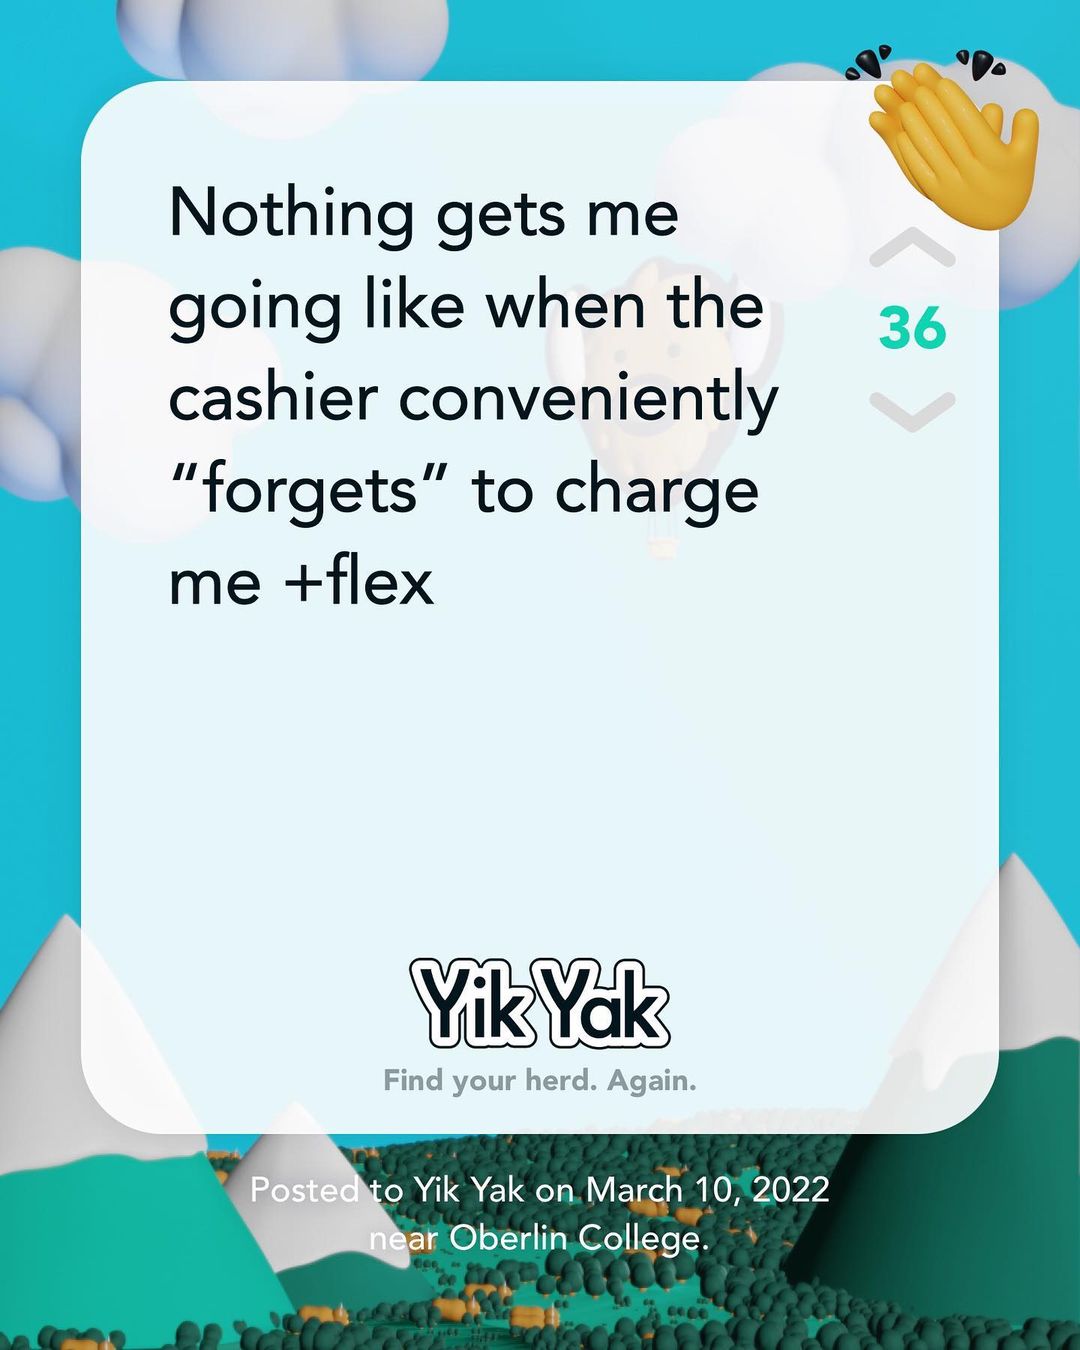 Nothing gets me
going like when the
cashier conveniently
“forgets” to charge
me +flex
36
Yik Yak
Find your herd. Again.
Posted to Yik Yak on March 10, 2022
near Oberlin College.